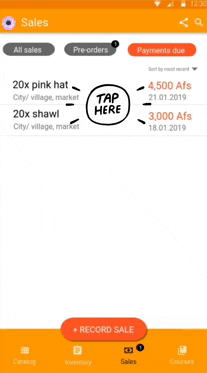 12:30
Sales
All sales
Pre-orders
1
Payments due
Sort by most recent
20x pink hat
4,500 Afs
City/ village, market
21.01.2019
TAP
HERE
20x shawl
3,000 Afs
City/ village, market
18.01.2019
+ RECORD SALE
1
Catalog
Inventory
Sales
Courses